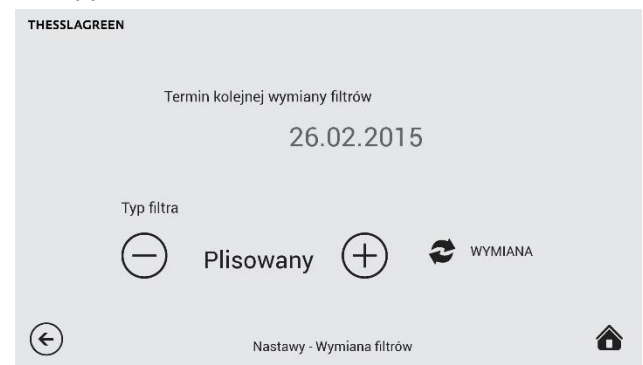 THESSLAGREEN
Termin kolejnej wymiany filtrów
26.02.2015
Typ filtra
Plisowany
WYMIANA
Nastawy - Wymiana filtrów